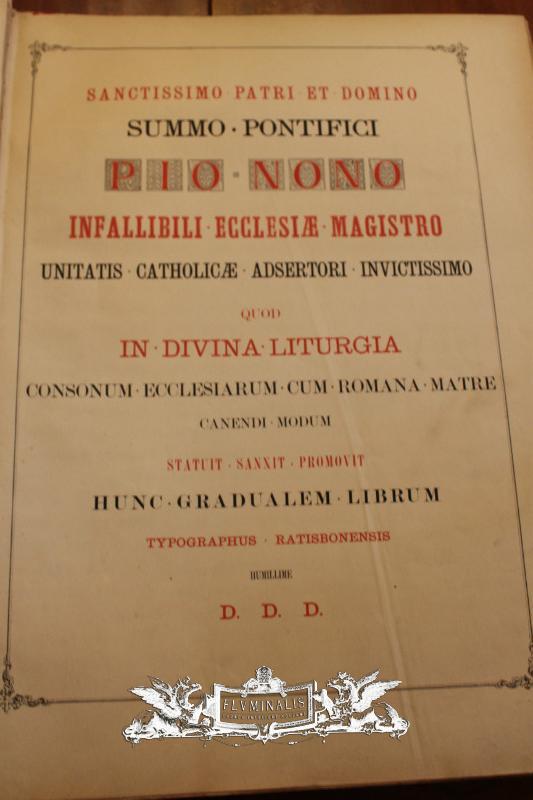 SANCTISSIMO · PATRI · ET · DOMINO
SUMMO · PONTIFICI
PIO · NONO
INFALLIBILI · ECCLESIÆ · MAGISTRO
UNITATIS · CATHOLICÆ · ADSERTORI · INVICTISSIMO
QUOD
IN · DIVINA · LITURGIA
CONSONUM · ECCLESIARUM · CUM · ROMANA · MATRE
CANENDI · MODUM
STATUIT · SANXIT · PROMOVIT
HUNC · GRADUALEM · LIBRUM
TYPOGRAPHUS · RATISBONENSIS
HUMILLIME
D. D. D.
FLVMINALIS